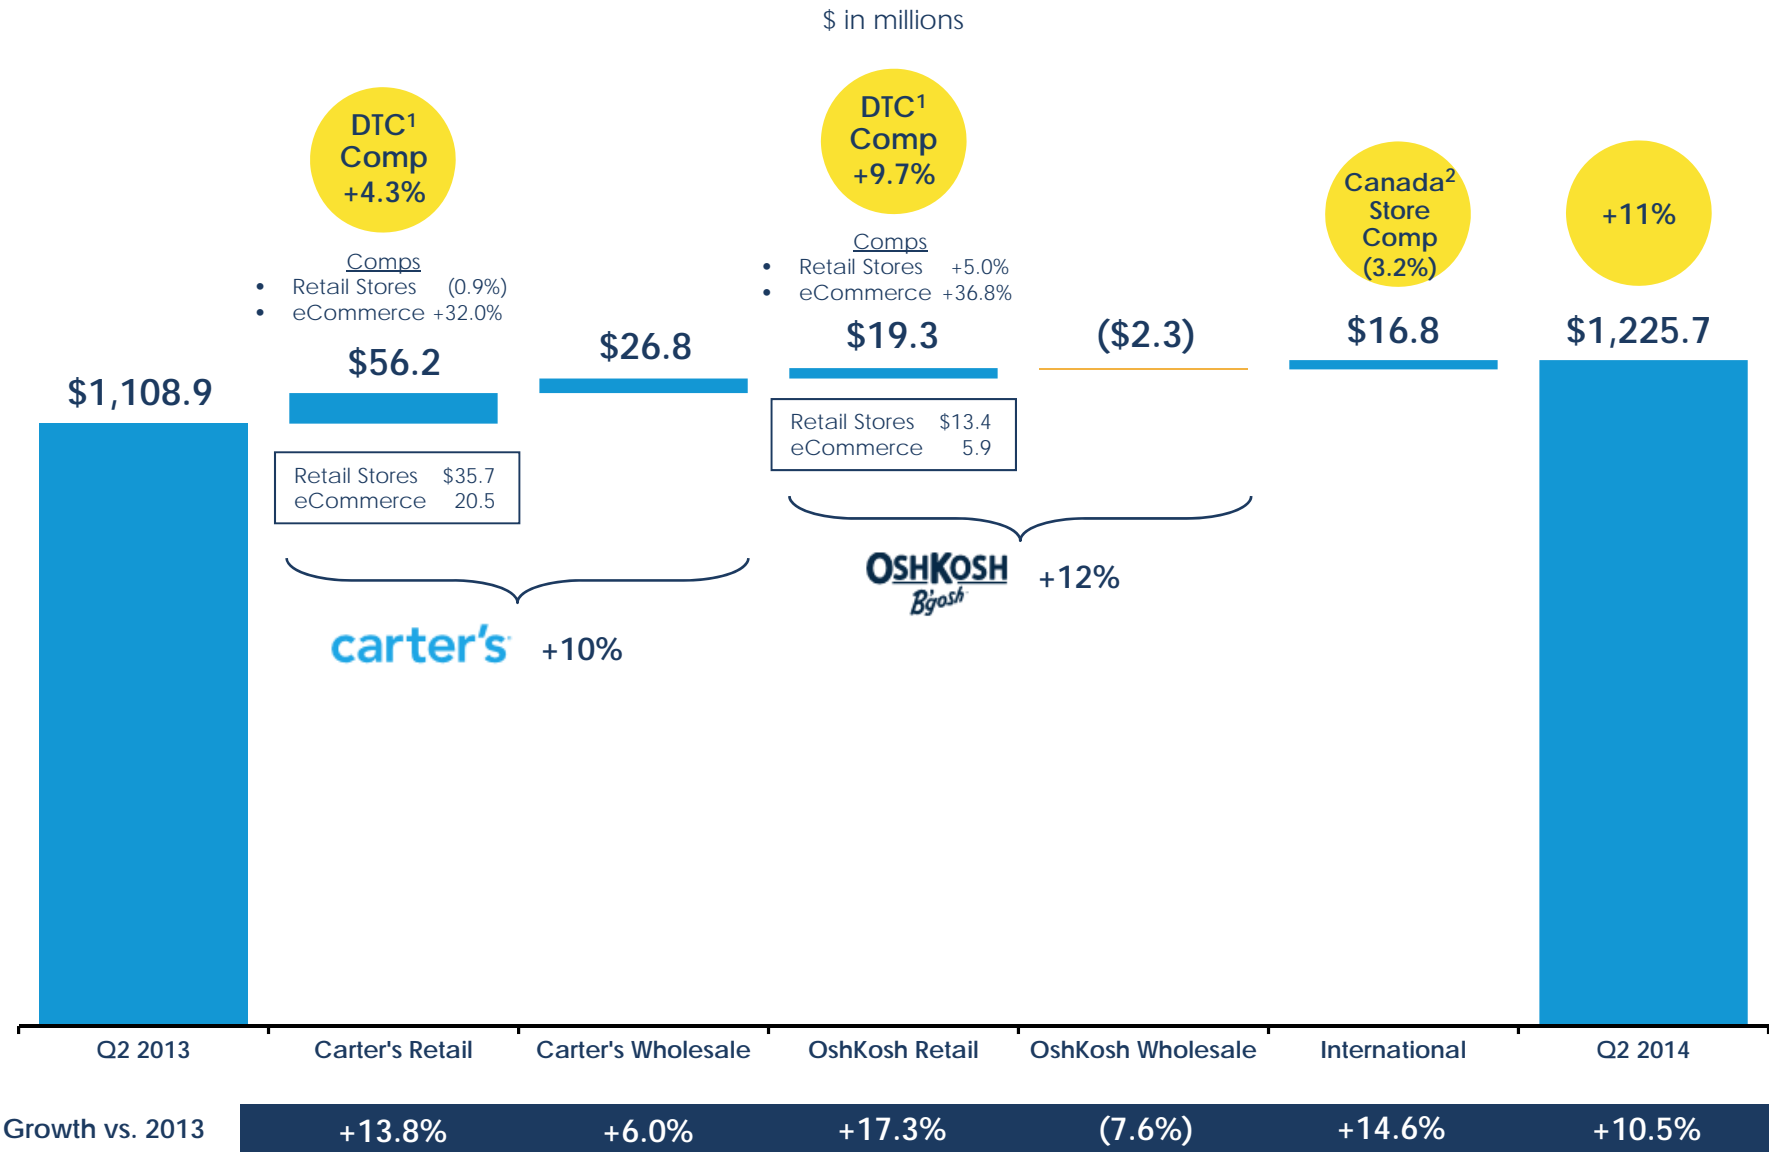 $ in millions
DTC¹
Comp
+4.3%
Comps
• Retail Stores (0.9%)
• eCommerce +32.0%
DTC¹
Comp
+9.7%
Comps
• Retail Stores +5.0%
• eCommerce +36.8%
Canada²
Store
Comp
(3.2%)
+11%
$1,108.9
$56.2
$26.8
$19.3
($2.3)
$16.8
$1,225.7
Retail Stores $35.7
eCommerce 20.5
Retail Stores $13.4
eCommerce 5.9
carter's +10%
OSHKOSH
B'gosh
+12%
Q2 2013 Carter's Retail Carter's Wholesale OshKosh Retail OshKosh Wholesale International Q2 2014
Growth vs. 2013 +13.8% +6.0% +17.3% (7.6%) +14.6% +10.5%